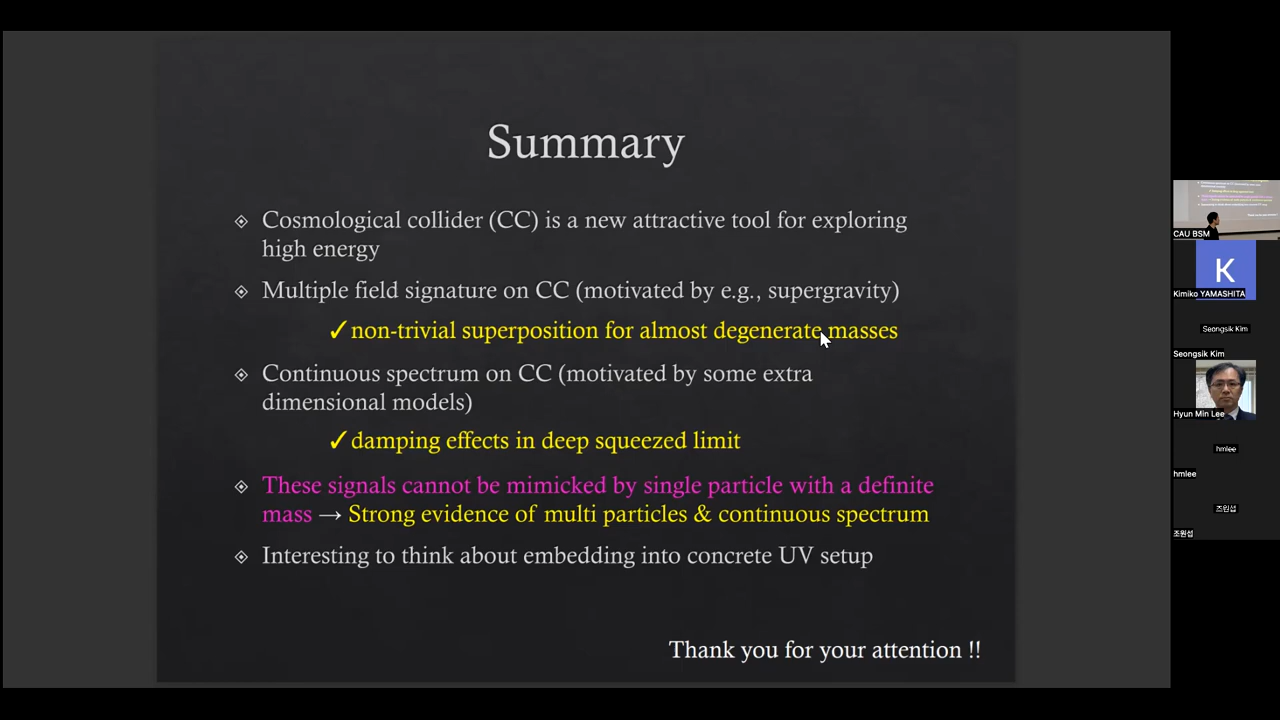 Summary
Cosmological collider (CC) is a new attractive tool for exploring
high energy
Multiple field signature on CC (motivated by e.g., supergravity)
✓non-trivial superposition for almost degenerate masses
Continuous spectrum on CC (motivated by some extra
dimensional models)
✓damping effects in deep squeezed limit
These signals cannot be mimicked by single particle with a definite
mass → Strong evidence of multi particles & continuous spectrum
Interesting to think about embedding into concrete UV setup
Thank you for your attention !!
CAU BSM
K
Kimiko YAMASHITA
Seongsik Kim
Seongsik Kim
Hyun Min Lee
hmlee
hmlee
조원섭
조원섭